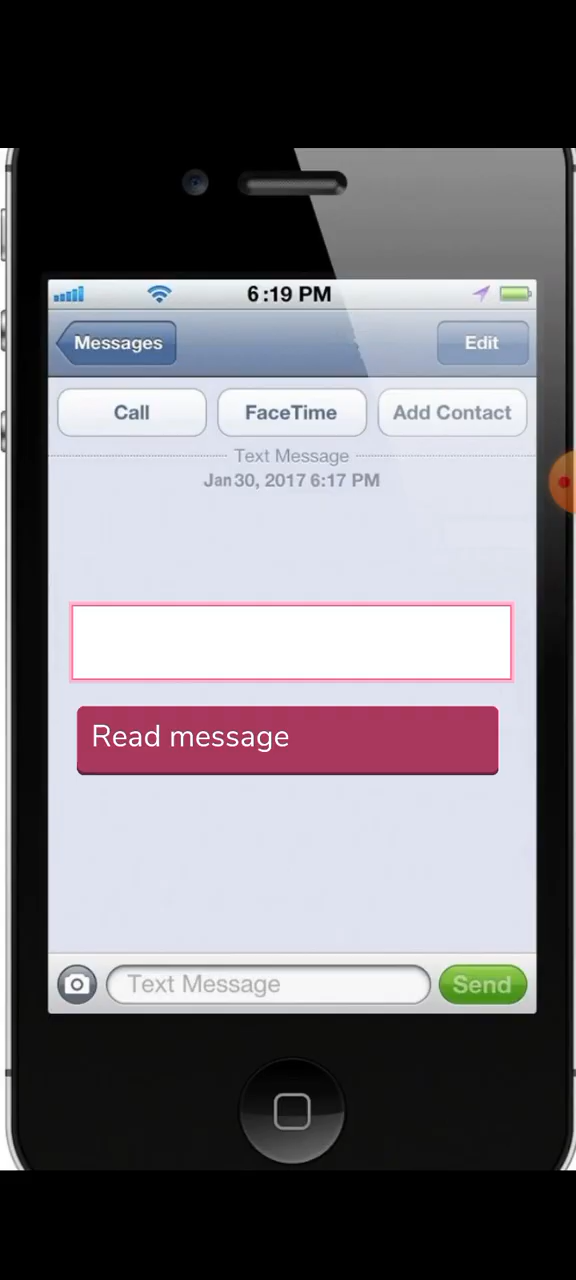 6:19 PM
Messages
Edit
Call
FaceTime
Add Contact
Text Message
Jan 30, 2017 6:17 PM
Read message
Text Message
Send